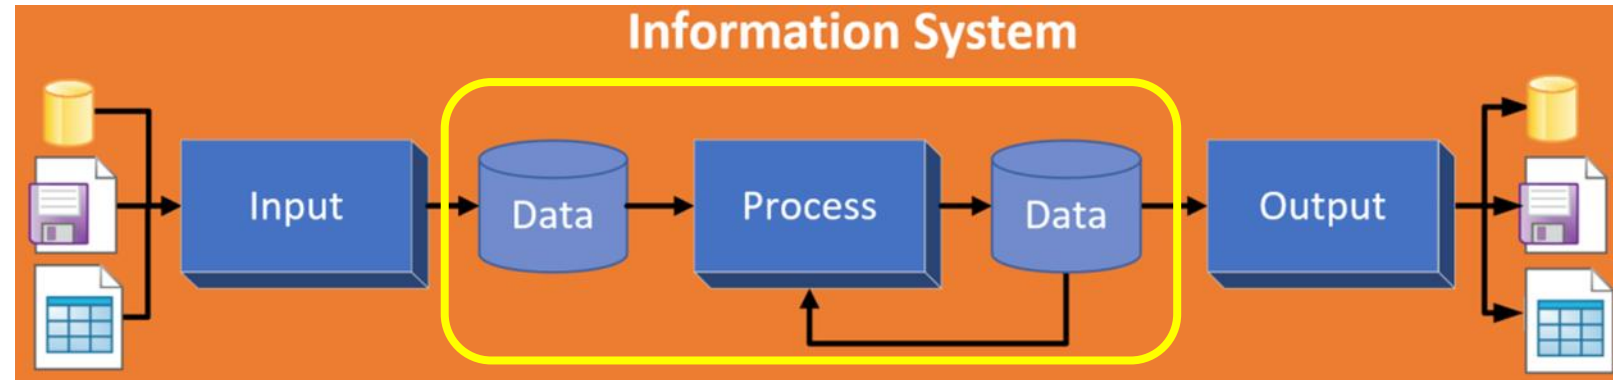 Information System
Input
Data
Process
Data
Output